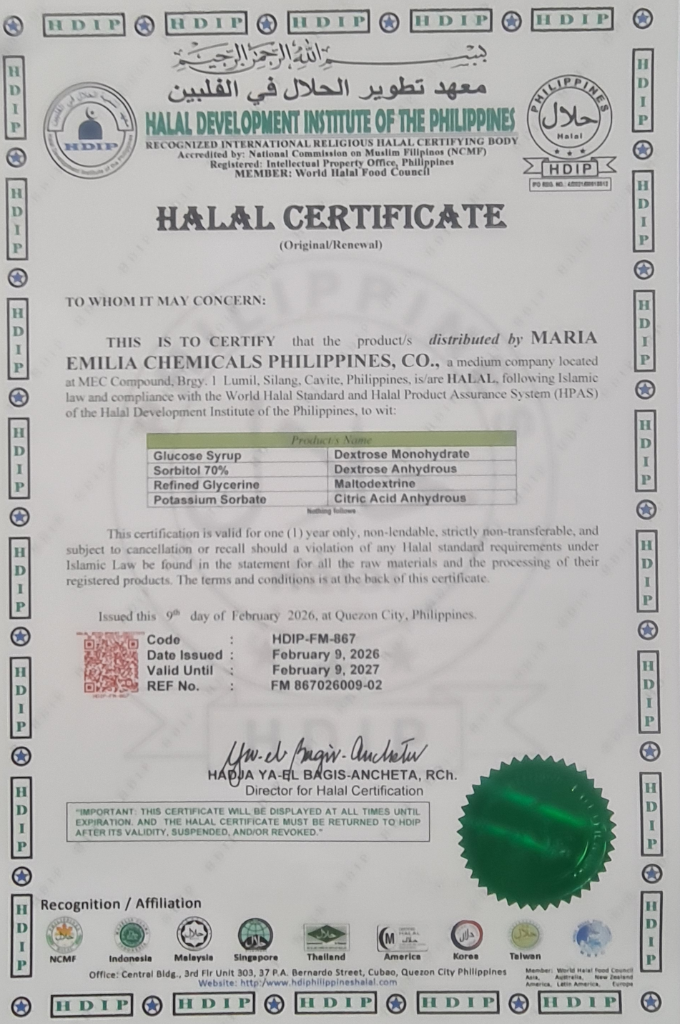 HDIP HDIP HDIP HDIP HDIP
بسم الله الرحمن الرحيم
معهد تطوير الحلال في الفلبين
HALAL DEVELOPMENT INSTITUTE OF THE PHILIPPINES
RECOGNIZED INTERNATIONAL RELIGIOUS HALAL CERTIFYING BODY
Accredited by: National Commission on Muslim Filipinos (NCMF)
Registered: Intellectual Property Office, Philippines
MEMBER: World Halal Food Council
HDIP
PHILIPPINES
حلال
Halal
HDIP
HALAL CERTIFICATE
(Original/Renewal)
TO WHOM IT MAY CONCERN:
THIS IS TO CERTIFY that the product/s distributed by MARIA
EMILIA CHEMICALS PHILIPPINES, CO., a medium company located
at MEC Compound, Brgy. 1 Lumil, Silang, Cavite, Philippines, is/are HALAL, following Islamic
law and compliance with the World Halal Standard and Halal Product Assurance System (HPAS)
of the Halal Development Institute of the Philippines, to wit:
Product/s Name
Glucose Syrup Dextrose Monohydrate
Sorbitol 70% Dextrose Anhydrous
Refined Glycerine Maltodextrine
Potassium Sorbate Citric Acid Anhydrous
Nothing follows
This certification is valid for one (1) year only, non-lendable, strictly non-transferable, and
subject to cancellation or recall should a violation of any Halal standard requirements under
Islamic Law be found in the statement for all the raw materials and the processing of their
registered products. The terms and conditions is at the back of this certificate.
Issued this 9th day of February 2026, at Quezon City, Philippines.
Code : HDIP-FM-867
Date Issued : February 9, 2026
Valid Until : February 9, 2027
REF No. : FM 867026009-02
HADJA YA-EL BAGIS-ANCHETA, RCh.
Director for Halal Certification
"IMPORTANT: THIS CERTIFICATE WILL BE DISPLAYED AT ALL TIMES UNTIL
EXPIRATION. AND THE HALAL CERTIFICATE MUST BE RETURNED TO HDIP
AFTER ITS VALIDITY, SUSPENDED, AND/OR REVOKED."
Recognition / Affiliation
NCMF Indonesia Malaysia Singapore Thailand America Korea Taiwan
Member: World Halal Food Council
Asia, Australia, New Zealand
America, Latin America, Europe
Office: Central Bldg., 3rd Flr Unit 303, 37 P.A. Bernardo Street, Cubao, Quezon City Philippines
Website: http:/www.hdiphilippineshalal.com
HDIP HDIP HDIP HDIP HDIP